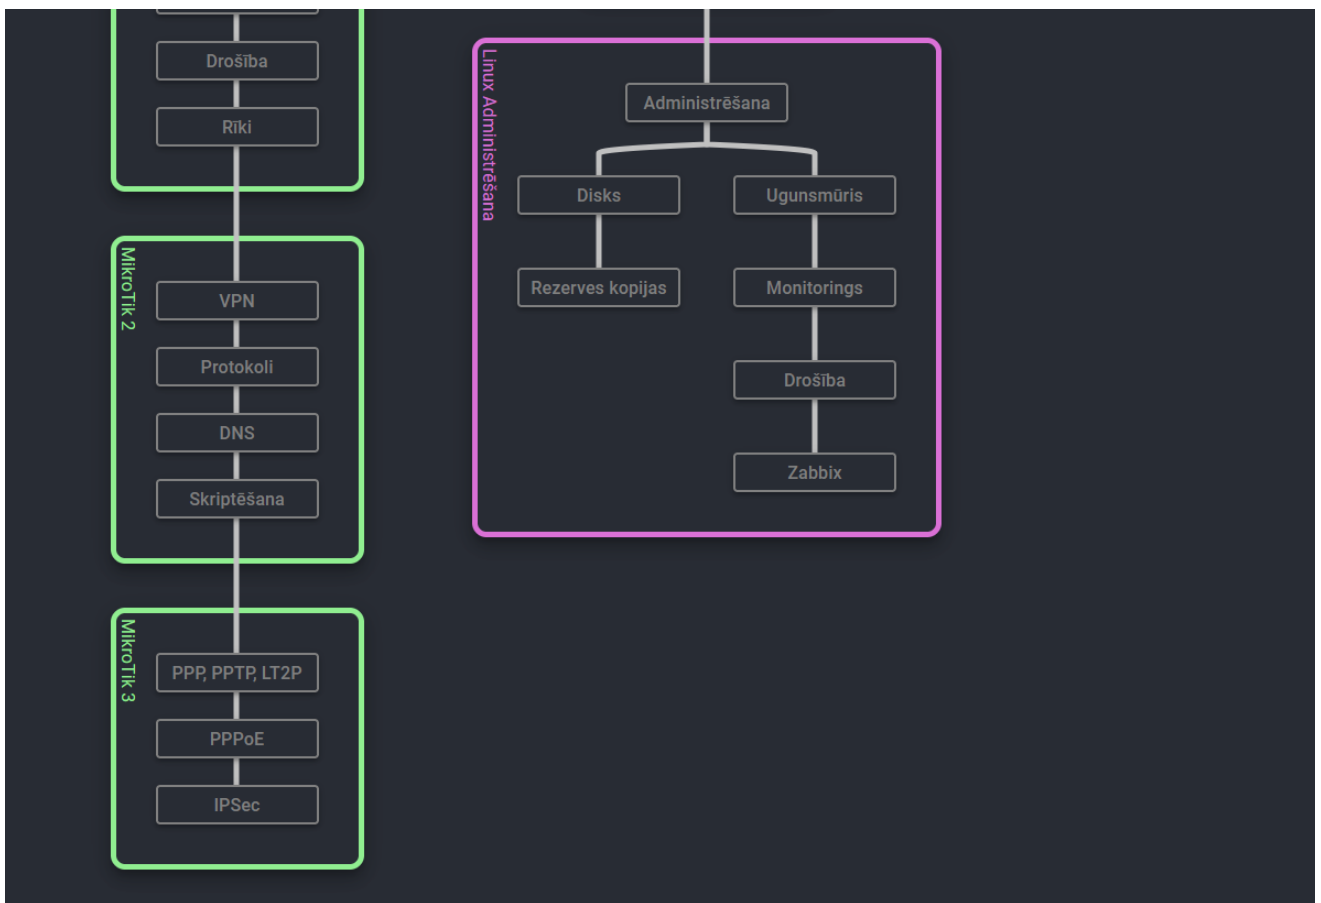 Drošība
Rīki
MikroTik 2
VPN
Protokoli
DNS
Skriptēšana
MikroTik 3
PPP, PPTP, LT2P
PPPoE
IPSec
Linux Administrēšana
Administrēšana
Disks
Ugunsmūris
Rezerves kopijas
Monitorings
Drošība
Zabbix